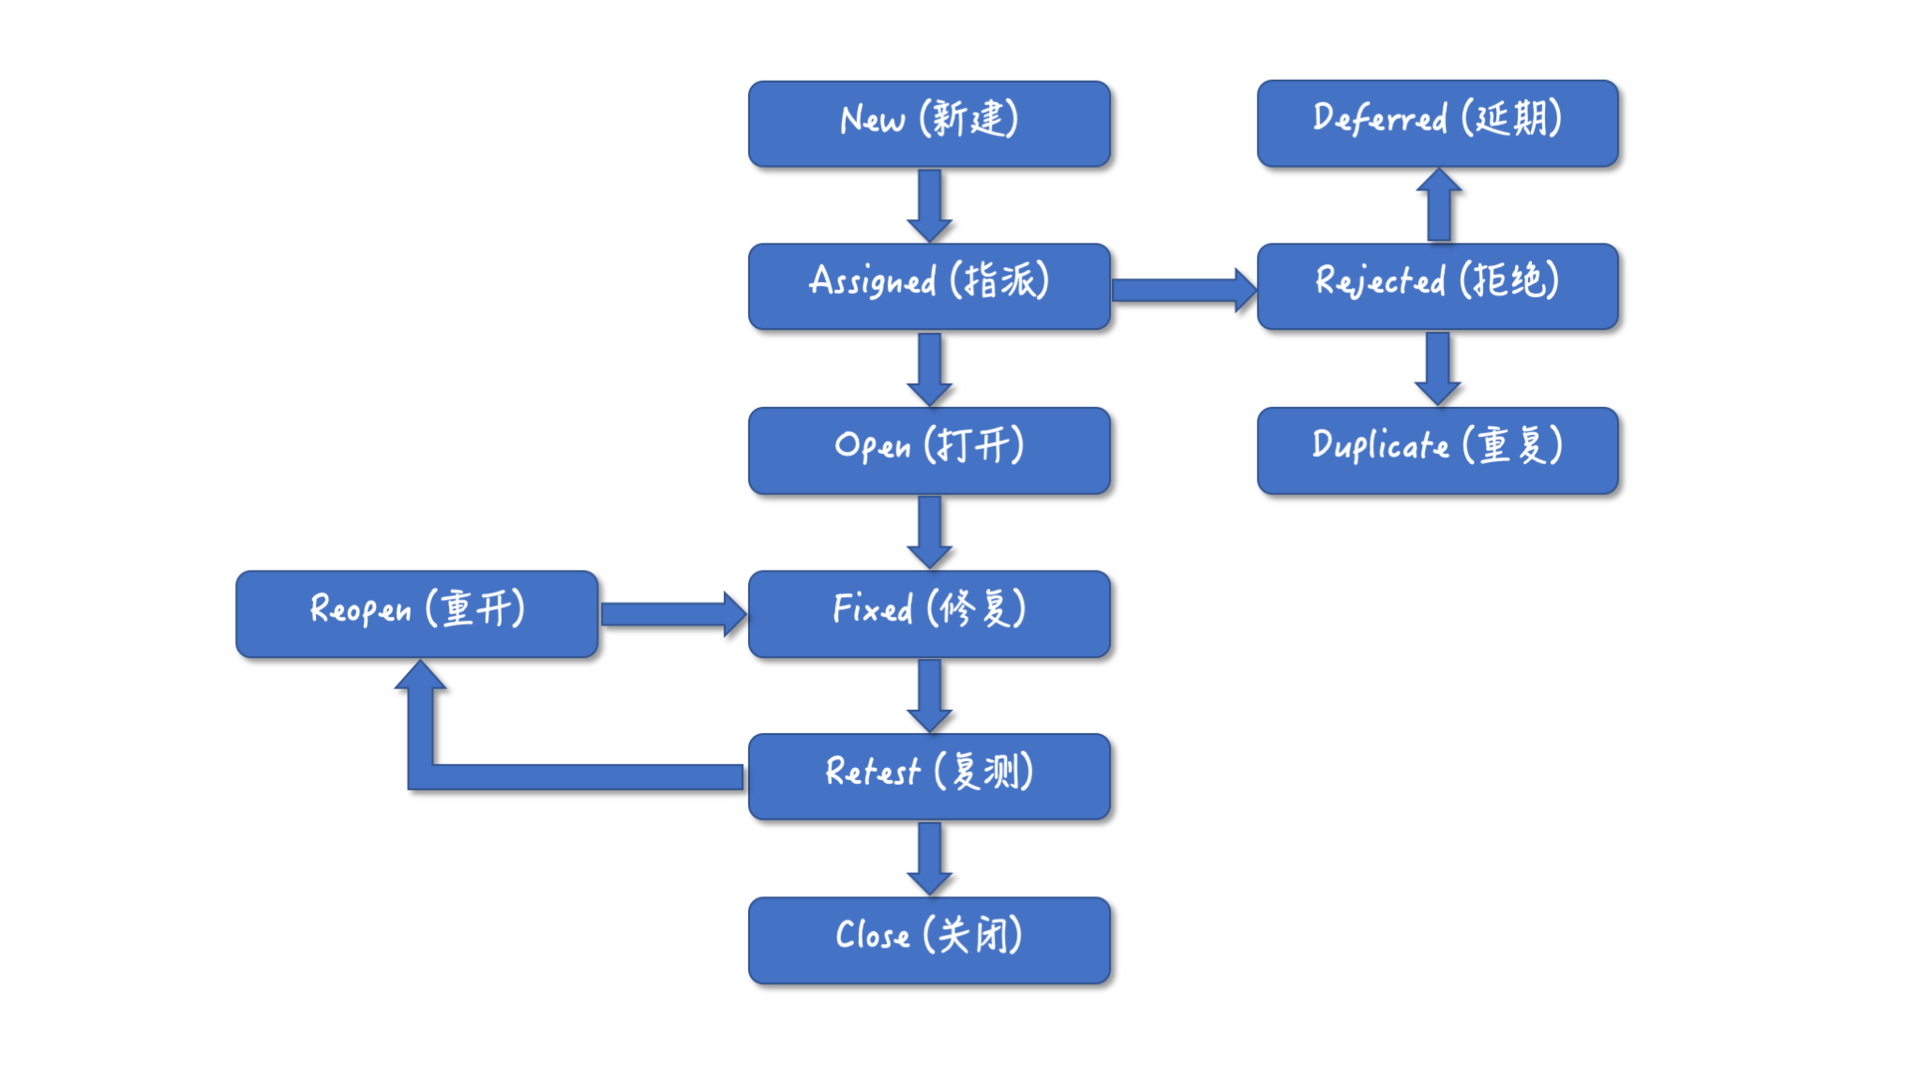 New (新建)
Deferred (延期)
Assigned (指派)
Rejected (拒绝)
Open (打开)
Duplicate (重复)
Reopen (重开)
Fixed (修复)
Retest (复测)
Close (关闭)